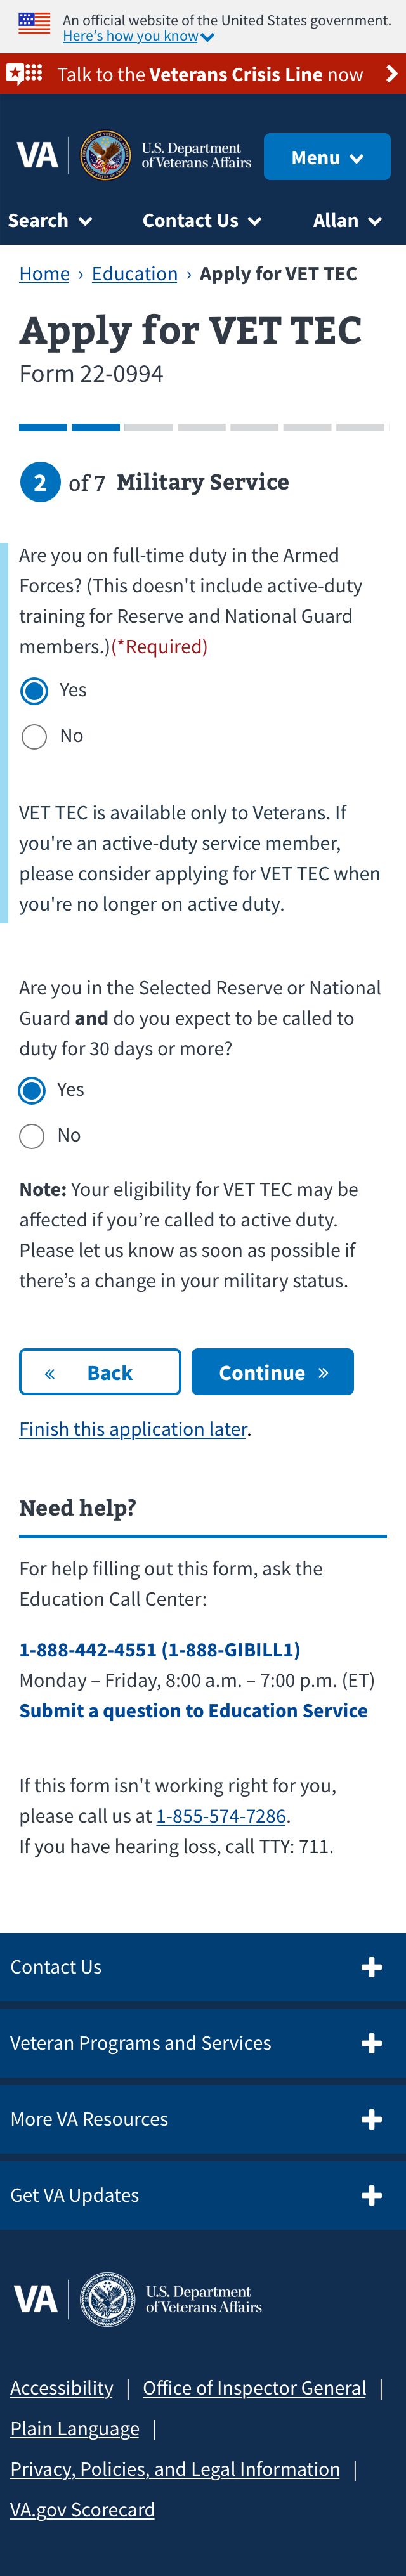 An official website of the United States government.
Here’s how you know
Talk to the Veterans Crisis Line now
VA
U.S. Department
of Veterans Affairs
Menu
Search
Contact Us
Allan
Home › Education › Apply for VET TEC
Apply for VET TEC
Form 22-0994
2 of 7 Military Service
Are you on full-time duty in the Armed
Forces? (This doesn't include active-duty
training for Reserve and National Guard
members.)(*Required)
Yes
No
VET TEC is available only to Veterans. If
you're an active-duty service member,
please consider applying for VET TEC when
you're no longer on active duty.
Are you in the Selected Reserve or National
Guard and do you expect to be called to
duty for 30 days or more?
Yes
No
Note: Your eligibility for VET TEC may be
affected if you’re called to active duty.
Please let us know as soon as possible if
there’s a change in your military status.
« Back
Continue »
Finish this application later.
Need help?
For help filling out this form, ask the
Education Call Center:
1-888-442-4551 (1-888-GIBILL1)
Monday – Friday, 8:00 a.m. – 7:00 p.m. (ET)
Submit a question to Education Service
If this form isn't working right for you,
please call us at 1-855-574-7286.
If you have hearing loss, call TTY: 711.
Contact Us
Veteran Programs and Services
More VA Resources
Get VA Updates
VA
U.S. Department
of Veterans Affairs
Accessibility | Office of Inspector General |
Plain Language |
Privacy, Policies, and Legal Information |
VA.gov Scorecard